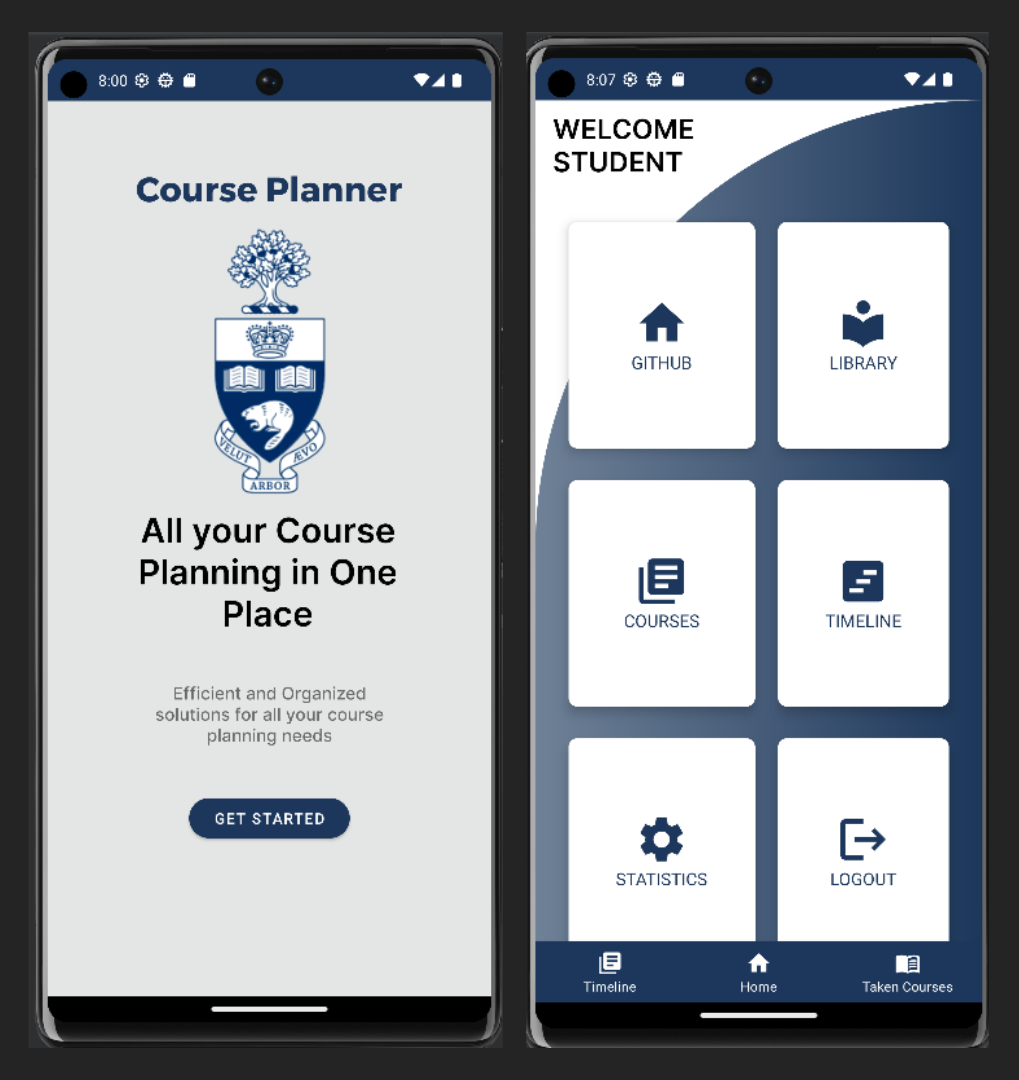 8:00
Course Planner
VELUT
ÆVO
ARBOR
All your Course
Planning in One
Place
Efficient and Organized
solutions for all your course
planning needs
GET STARTED
8:07
WELCOME
STUDENT
GITHUB
LIBRARY
COURSES
TIMELINE
STATISTICS
LOGOUT
Timeline
Home
Taken Courses